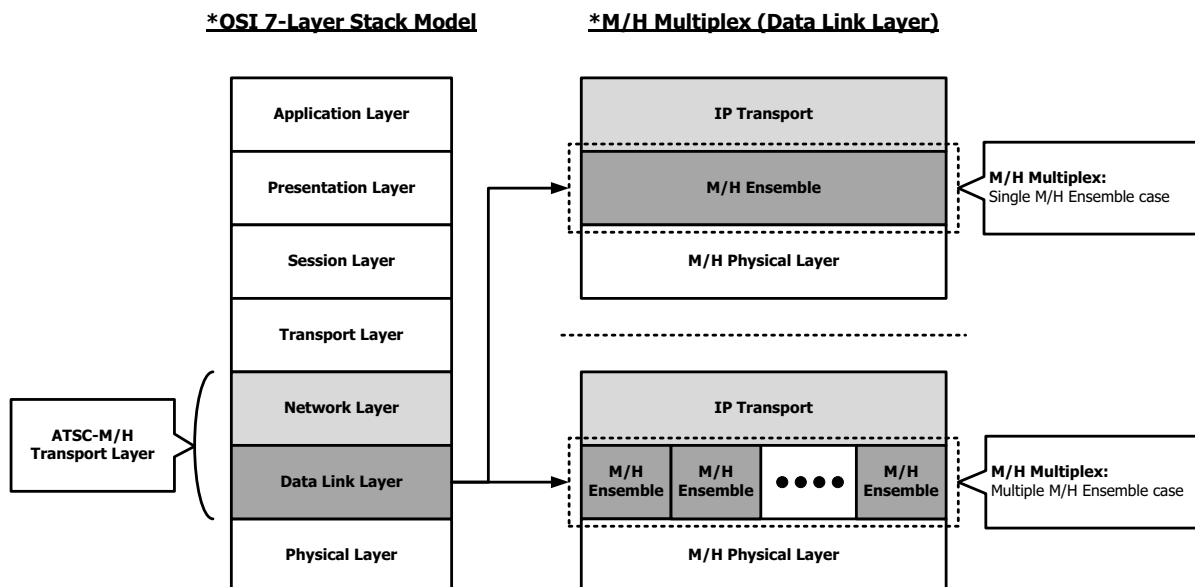 *OSI 7-Layer Stack Model
*M/H Multiplex (Data Link Layer)
Application Layer
Presentation Layer
Session Layer
Transport Layer
Network Layer
Data Link Layer
Physical Layer
ATSC-M/H
Transport Layer
IP Transport
M/H Ensemble
M/H Physical Layer
M/H Multiplex:
Single M/H Ensemble case
IP Transport
M/H
Ensemble
M/H
Ensemble
M/H
Ensemble
M/H Physical Layer
M/H Multiplex:
Multiple M/H Ensemble case